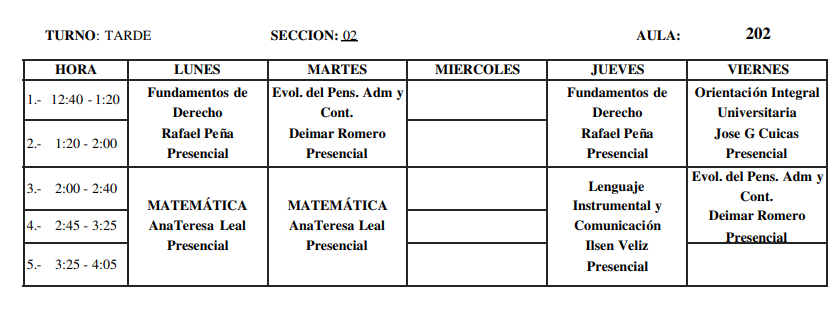 TURNO: TARDE SECCION: 02 AULA: 202
HORA LUNES MARTES MIERCOLES JUEVES VIERNES
1.- 12:40 - 1:20
2.- 1:20 - 2:00
Fundamentos de
Derecho
Rafael Peña
Presencial
Evol. del Pens. Adm y
Cont.
Deimar Romero
Presencial
Fundamentos de
Derecho
Rafael Peña
Presencial
Orientación Integral
Universitaria
Jose G Cuicas
Presencial
3.- 2:00 - 2:40
4.- 2:45 - 3:25
5.- 3:25 - 4:05
MATEMÁTICA
AnaTeresa Leal
Presencial
MATEMÁTICA
AnaTeresa Leal
Presencial
Lenguaje
Instrumental y
Comunicación
Ilsen Veliz
Presencial
Evol. del Pens. Adm y
Cont.
Deimar Romero
Presencial